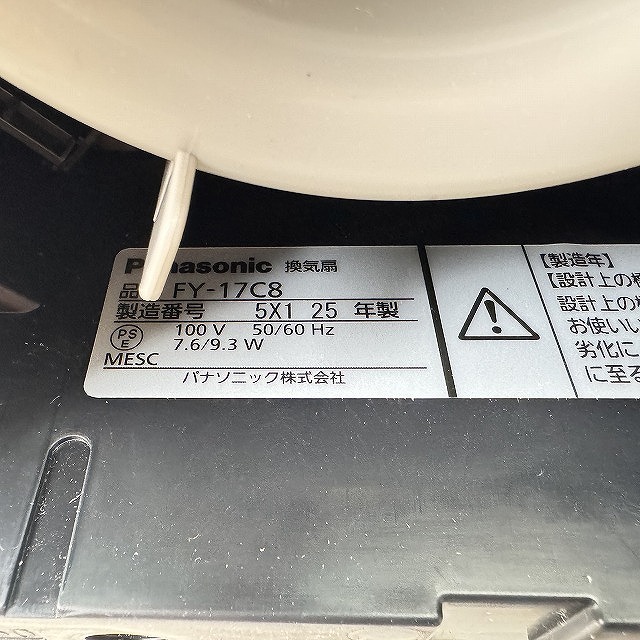 Panasonic 換気扇
品番 FY-17C8
製造番号 5X1 25 年製
PS E 100 V 50/60 Hz
7.6/9.3 W
MESC
パナソニック株式会社
【製造年】
【設計上の
設計上の
お使いい
劣化に
に至る